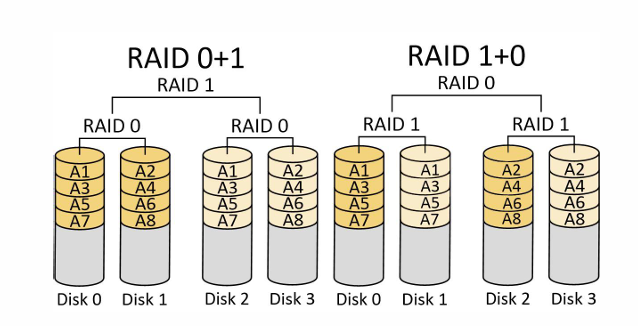 RAID 0+1
RAID 1
RAID 0
RAID 0
A1
A3
A5
A7
Disk 0
A2
A4
A6
A8
Disk 1
A1
A3
A5
A7
Disk 2
A2
A4
A6
A8
Disk 3
RAID 1+0
RAID 0
RAID 1
RAID 1
A1
A3
A5
A7
Disk 0
A1
A3
A5
A7
Disk 1
A2
A4
A6
A8
Disk 2
A2
A4
A6
A8
Disk 3